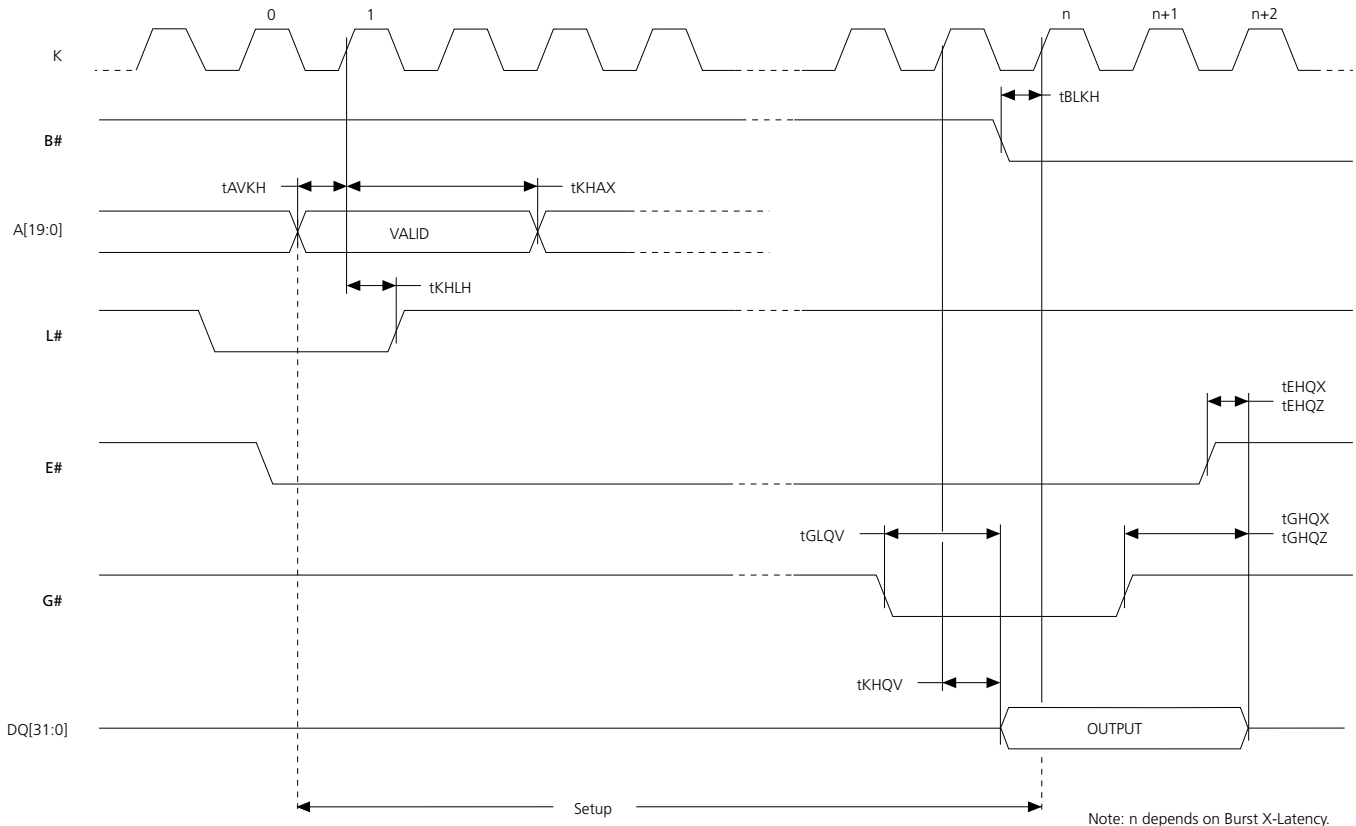 0
1
n
n+1
n+2
K
tBLKH
B#
tAVKH
tKHAX
A[19:0]
VALID
tKHLH
L#
tEHQX
tEHQZ
E#
tGLQV
tGHQX
tGHQZ
G#
tKHQV
DQ[31:0]
OUTPUT
Setup
Note: n depends on Burst X-Latency.